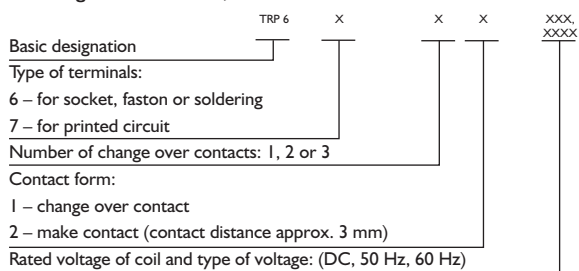 TRP 6 X X X XXX,
XXXX
Basic designation
Type of terminals:
6 – for socket, faston or soldering
7 – for printed circuit
Number of change over contacts: 1, 2 or 3
Contact form:
1 – change over contact
2 – make contact (contact distance approx. 3 mm)
Rated voltage of coil and type of voltage: (DC, 50 Hz, 60 Hz)